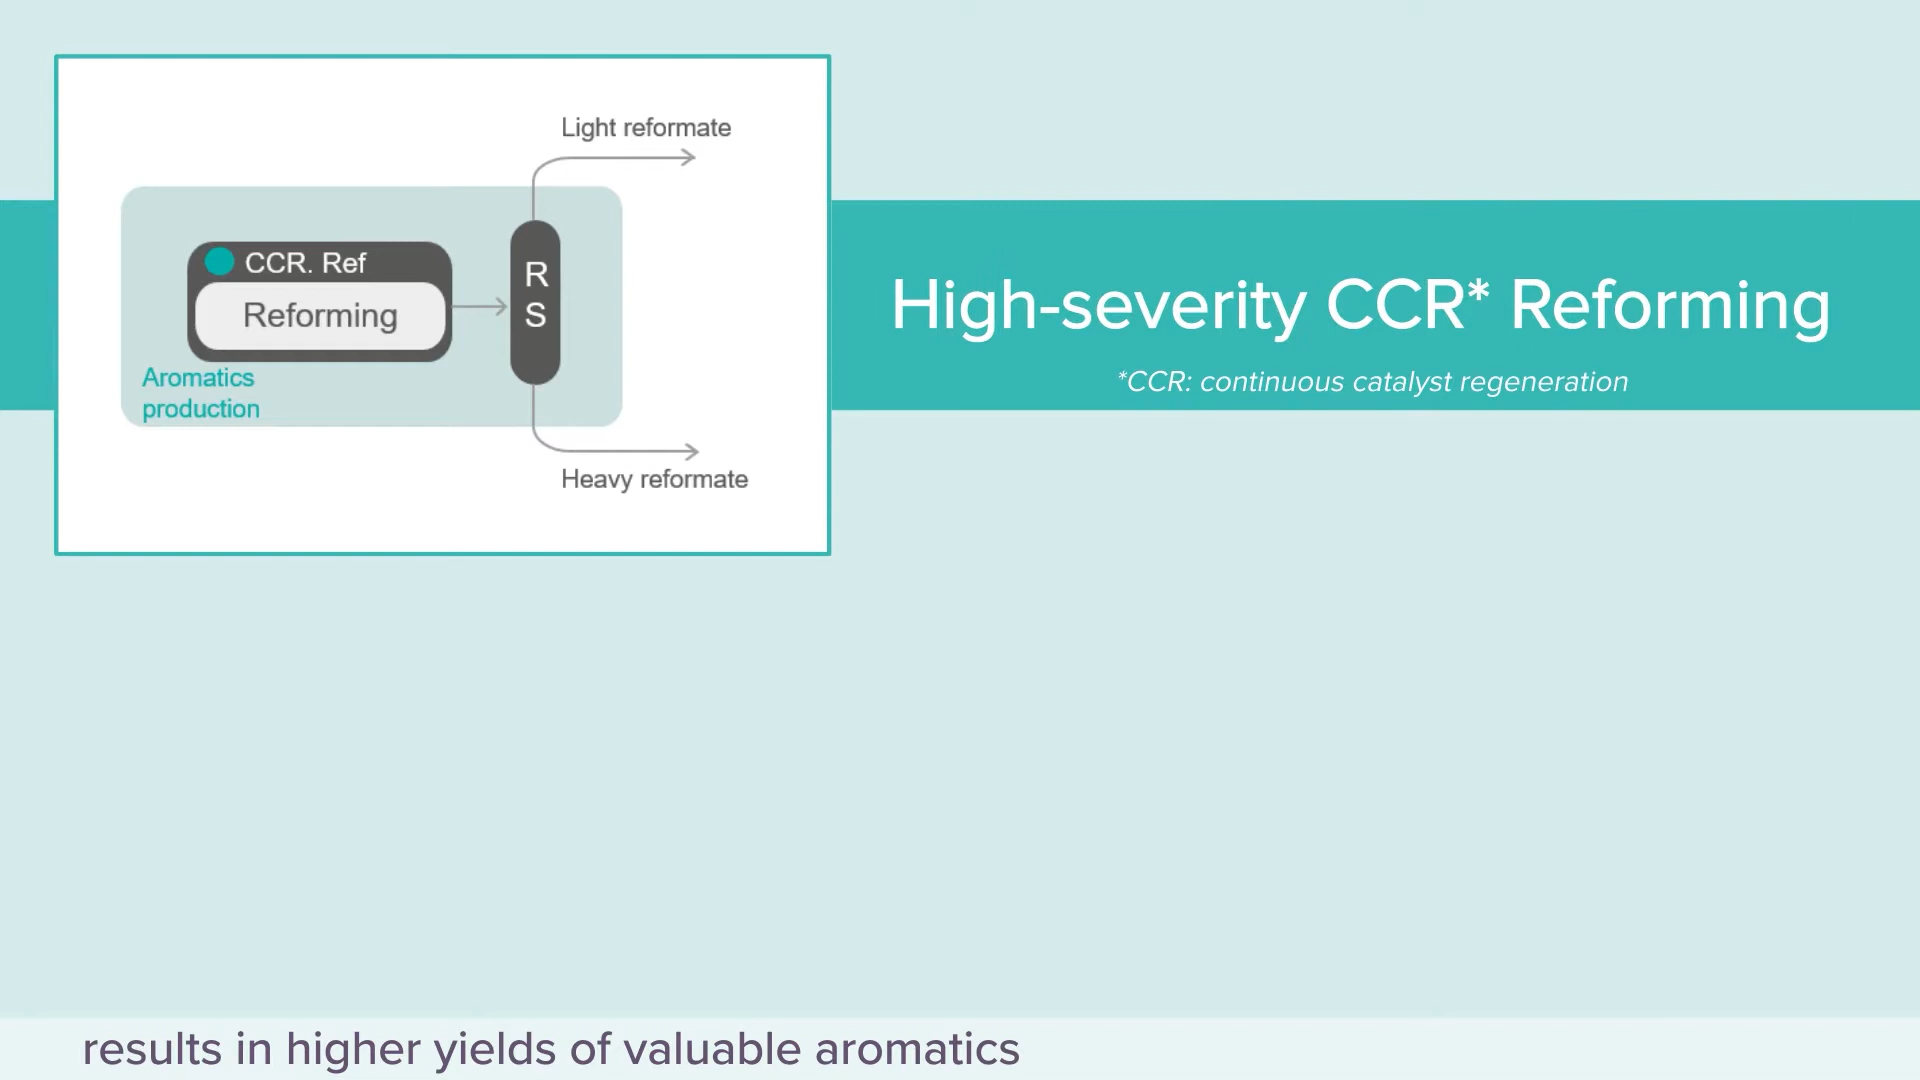 Light reformate
CCR. Ref
Reforming
R
S
Aromatics
production
Heavy reformate
High-severity CCR* Reforming
*CCR: continuous catalyst regeneration
results in higher yields of valuable aromatics